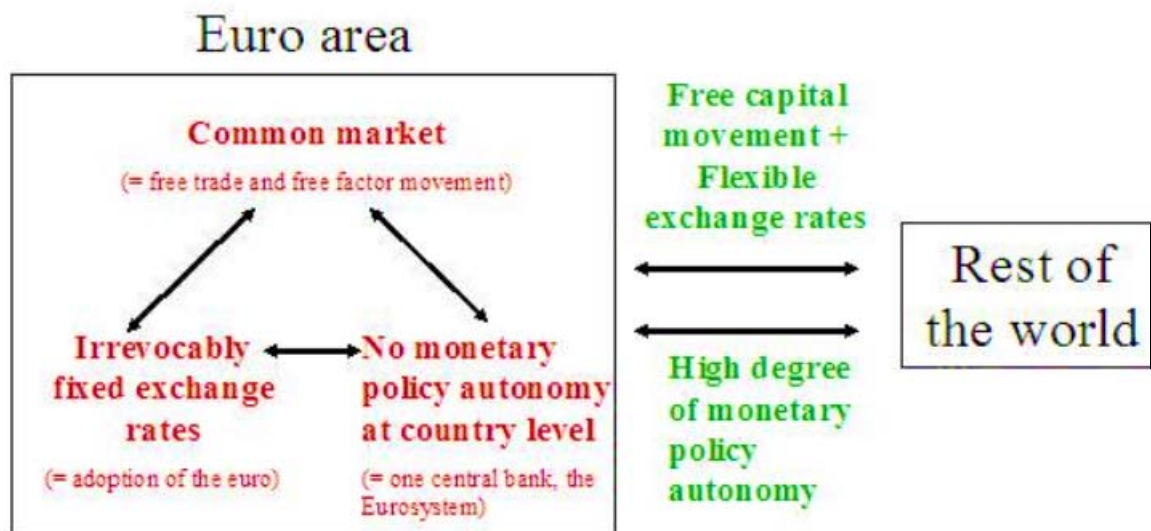 Euro area
Common market
(= free trade and free factor movement)
Irrevocably
fixed exchange
rates
(= adoption of the euro)
No monetary
policy autonomy
at country level
(= one central bank, the
Eurosystem)
Free capital
movement +
Flexible
exchange rates
High degree
of monetary
policy
autonomy
Rest of
the world